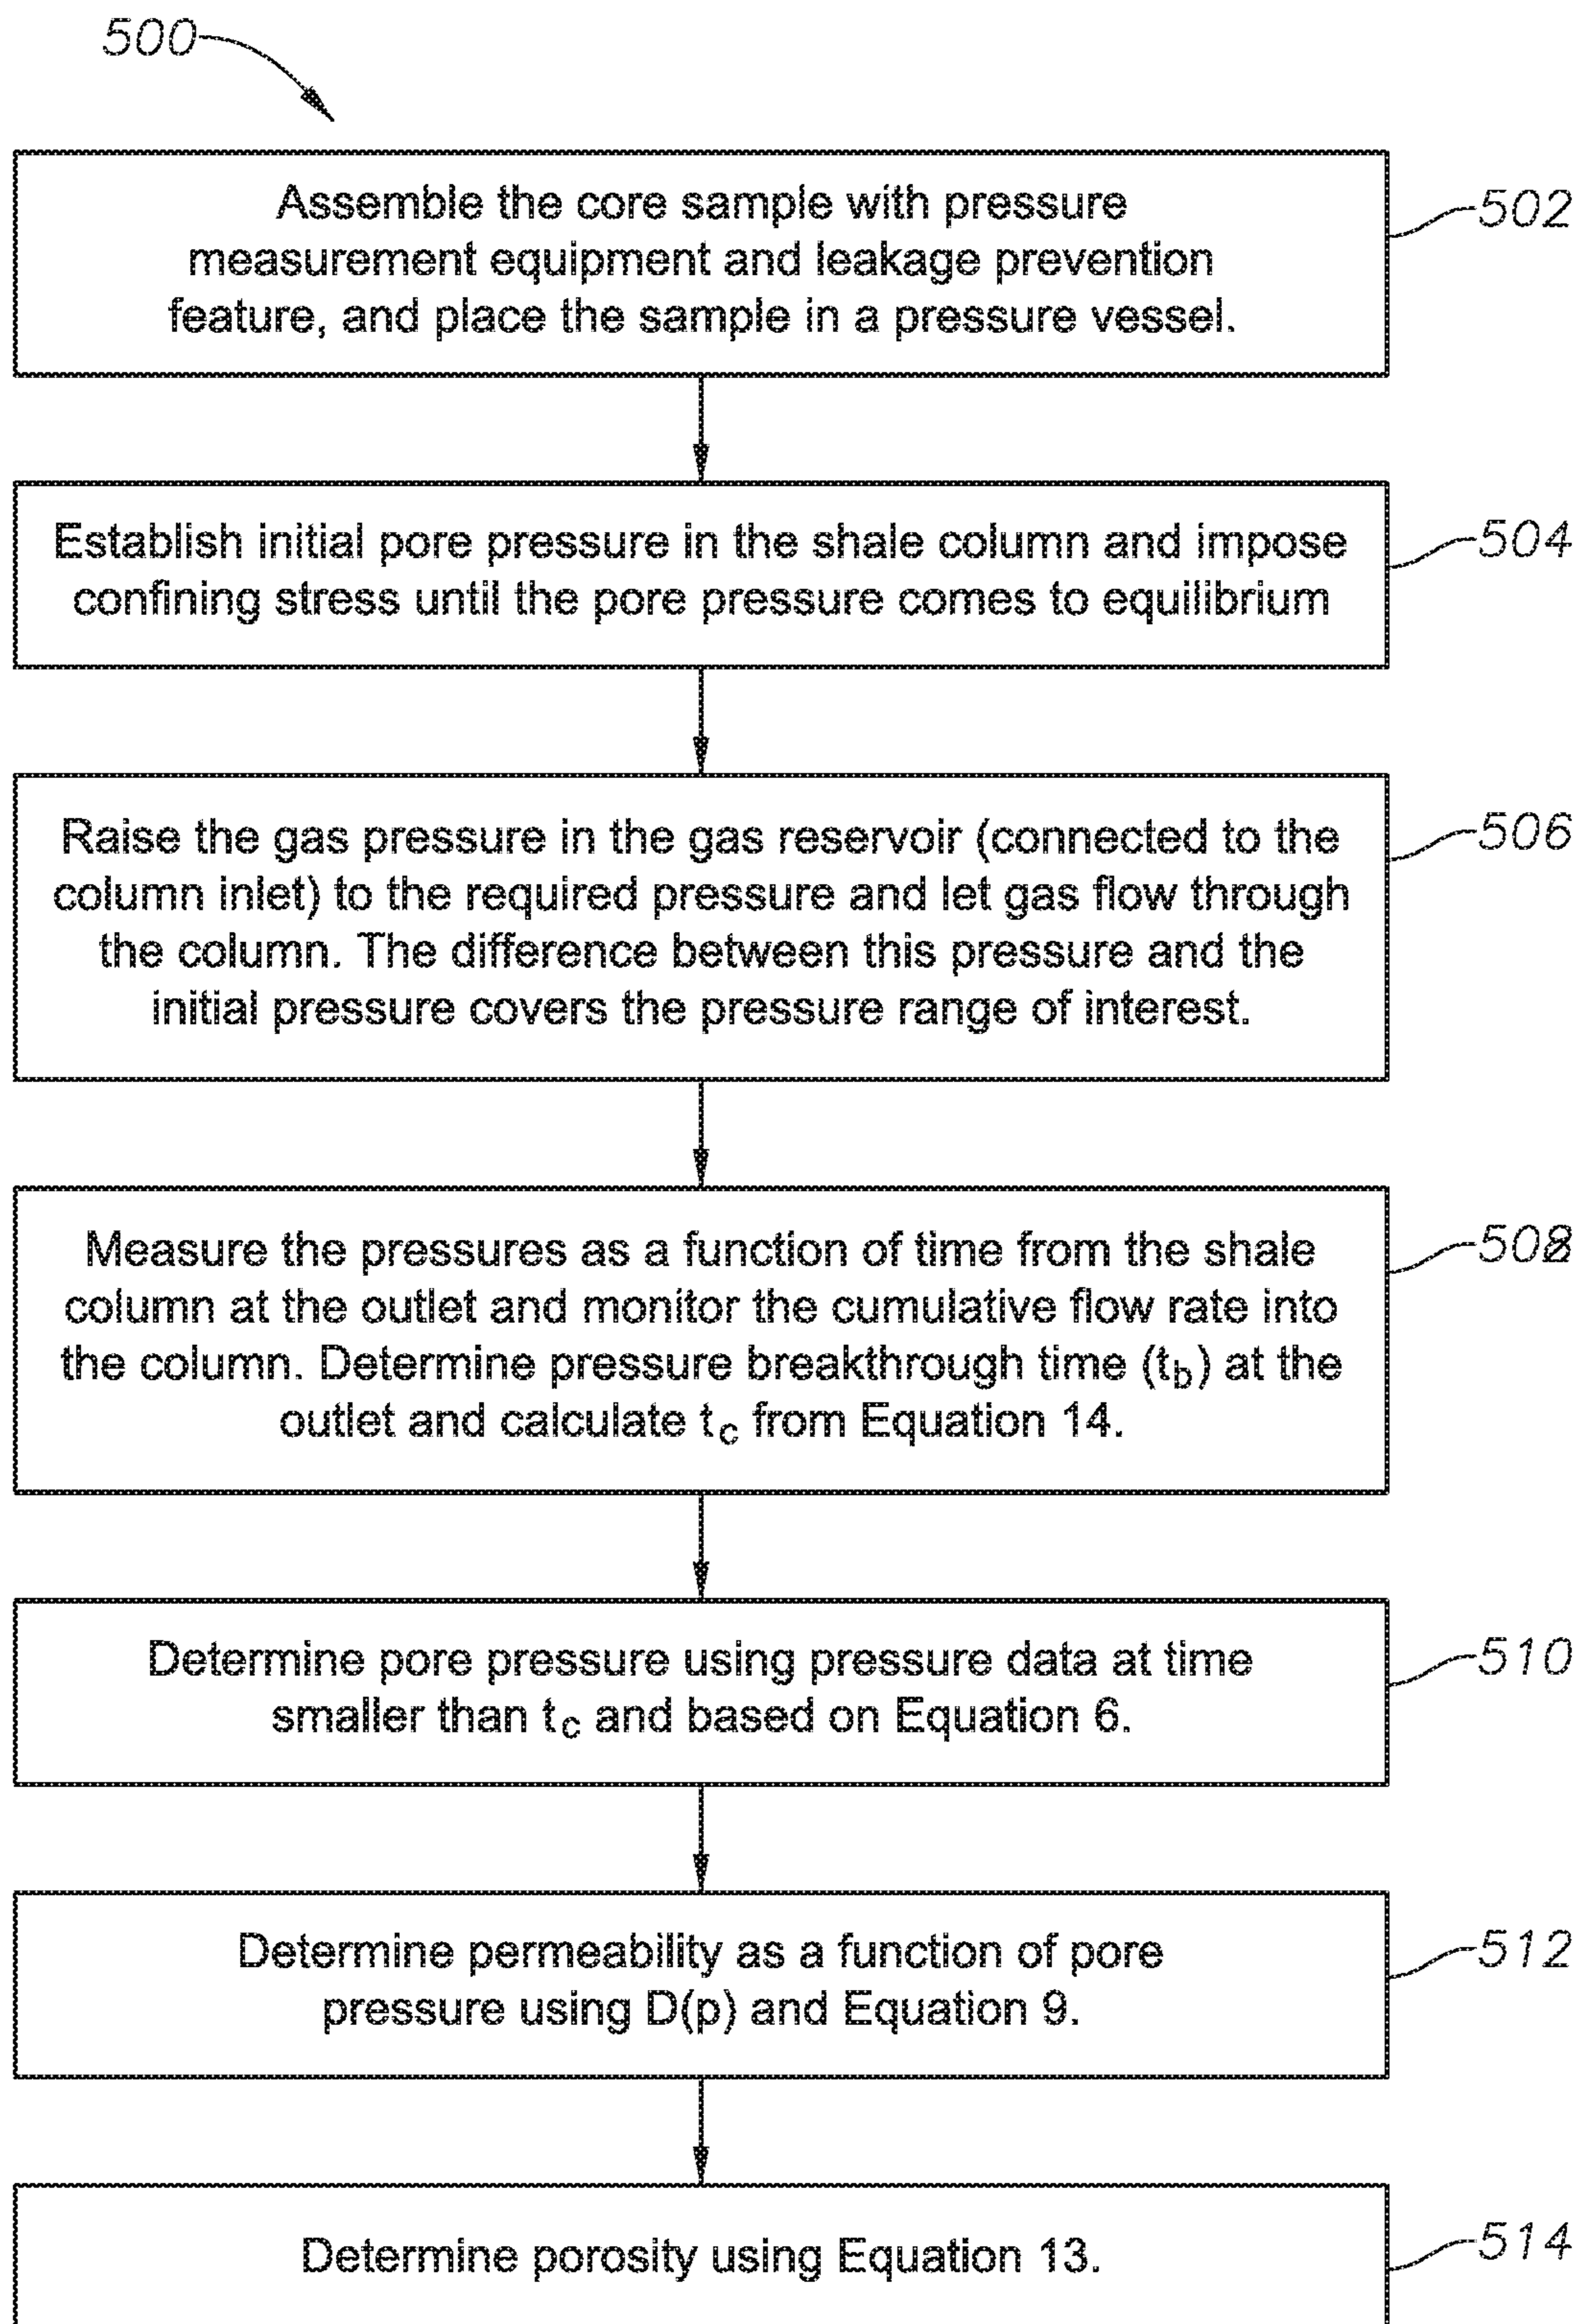 500
Assemble the core sample with pressure
measurement equipment and leakage prevention
feature, and place the sample in a pressure vessel.
502
Establish initial pore pressure in the shale column and impose
confining stress until the pore pressure comes to equilibrium
504
Raise the gas pressure in the gas reservoir (connected to the
column inlet) to the required pressure and let gas flow through
the column. The difference between this pressure and the
initial pressure covers the pressure range of interest.
506
Measure the pressures as a function of time from the shale
column at the outlet and monitor the cumulative flow rate into
the column. Determine pressure breakthrough time (tb) at the
outlet and calculate tc from Equation 14.
508
Determine pore pressure using pressure data at time
smaller than tc and based on Equation 6.
510
Determine permeability as a function of pore
pressure using D(p) and Equation 9.
512
Determine porosity using Equation 13.
514